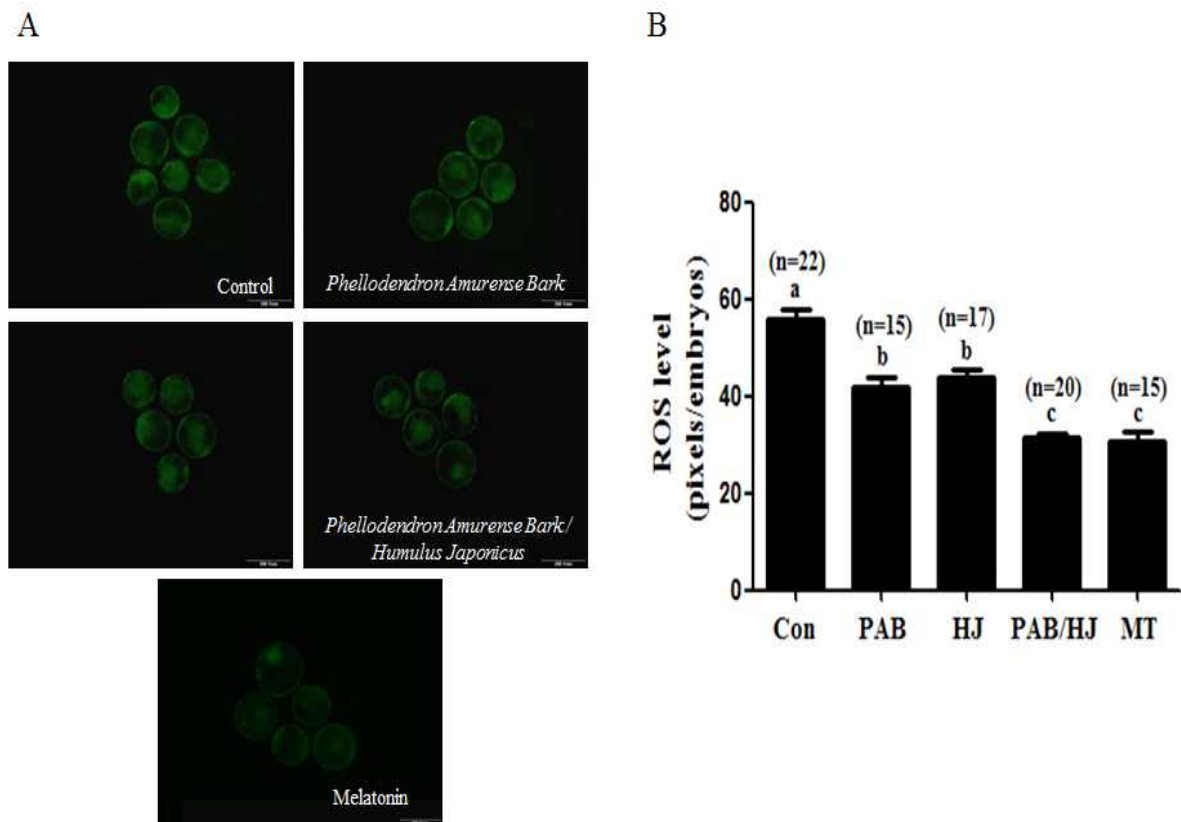 A
Control
Phellodendron Amurense Bark
Phellodendron Amurense Bark /
Humulus Japonicus
Melatonin
B
ROS level
(pixels/embryos)
80
60
40
20
0
(n=22)
a
(n=15)
b
(n=17)
b
(n=20)
c
(n=15)
c
Con
PAB
HJ
PAB/HJ
MT